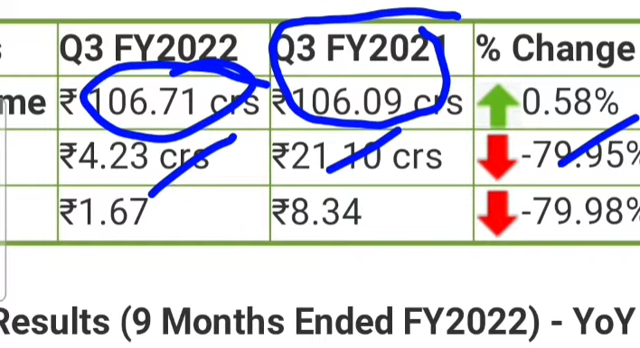 Q3 FY2022 Q3 FY2021 % Change
me ₹106.71 crs ₹106.09 crs 0.58%
₹4.23 crs ₹21.10 crs -79.95%
₹1.67 ₹8.34 -79.98%
Results (9 Months Ended FY2022) - YoY